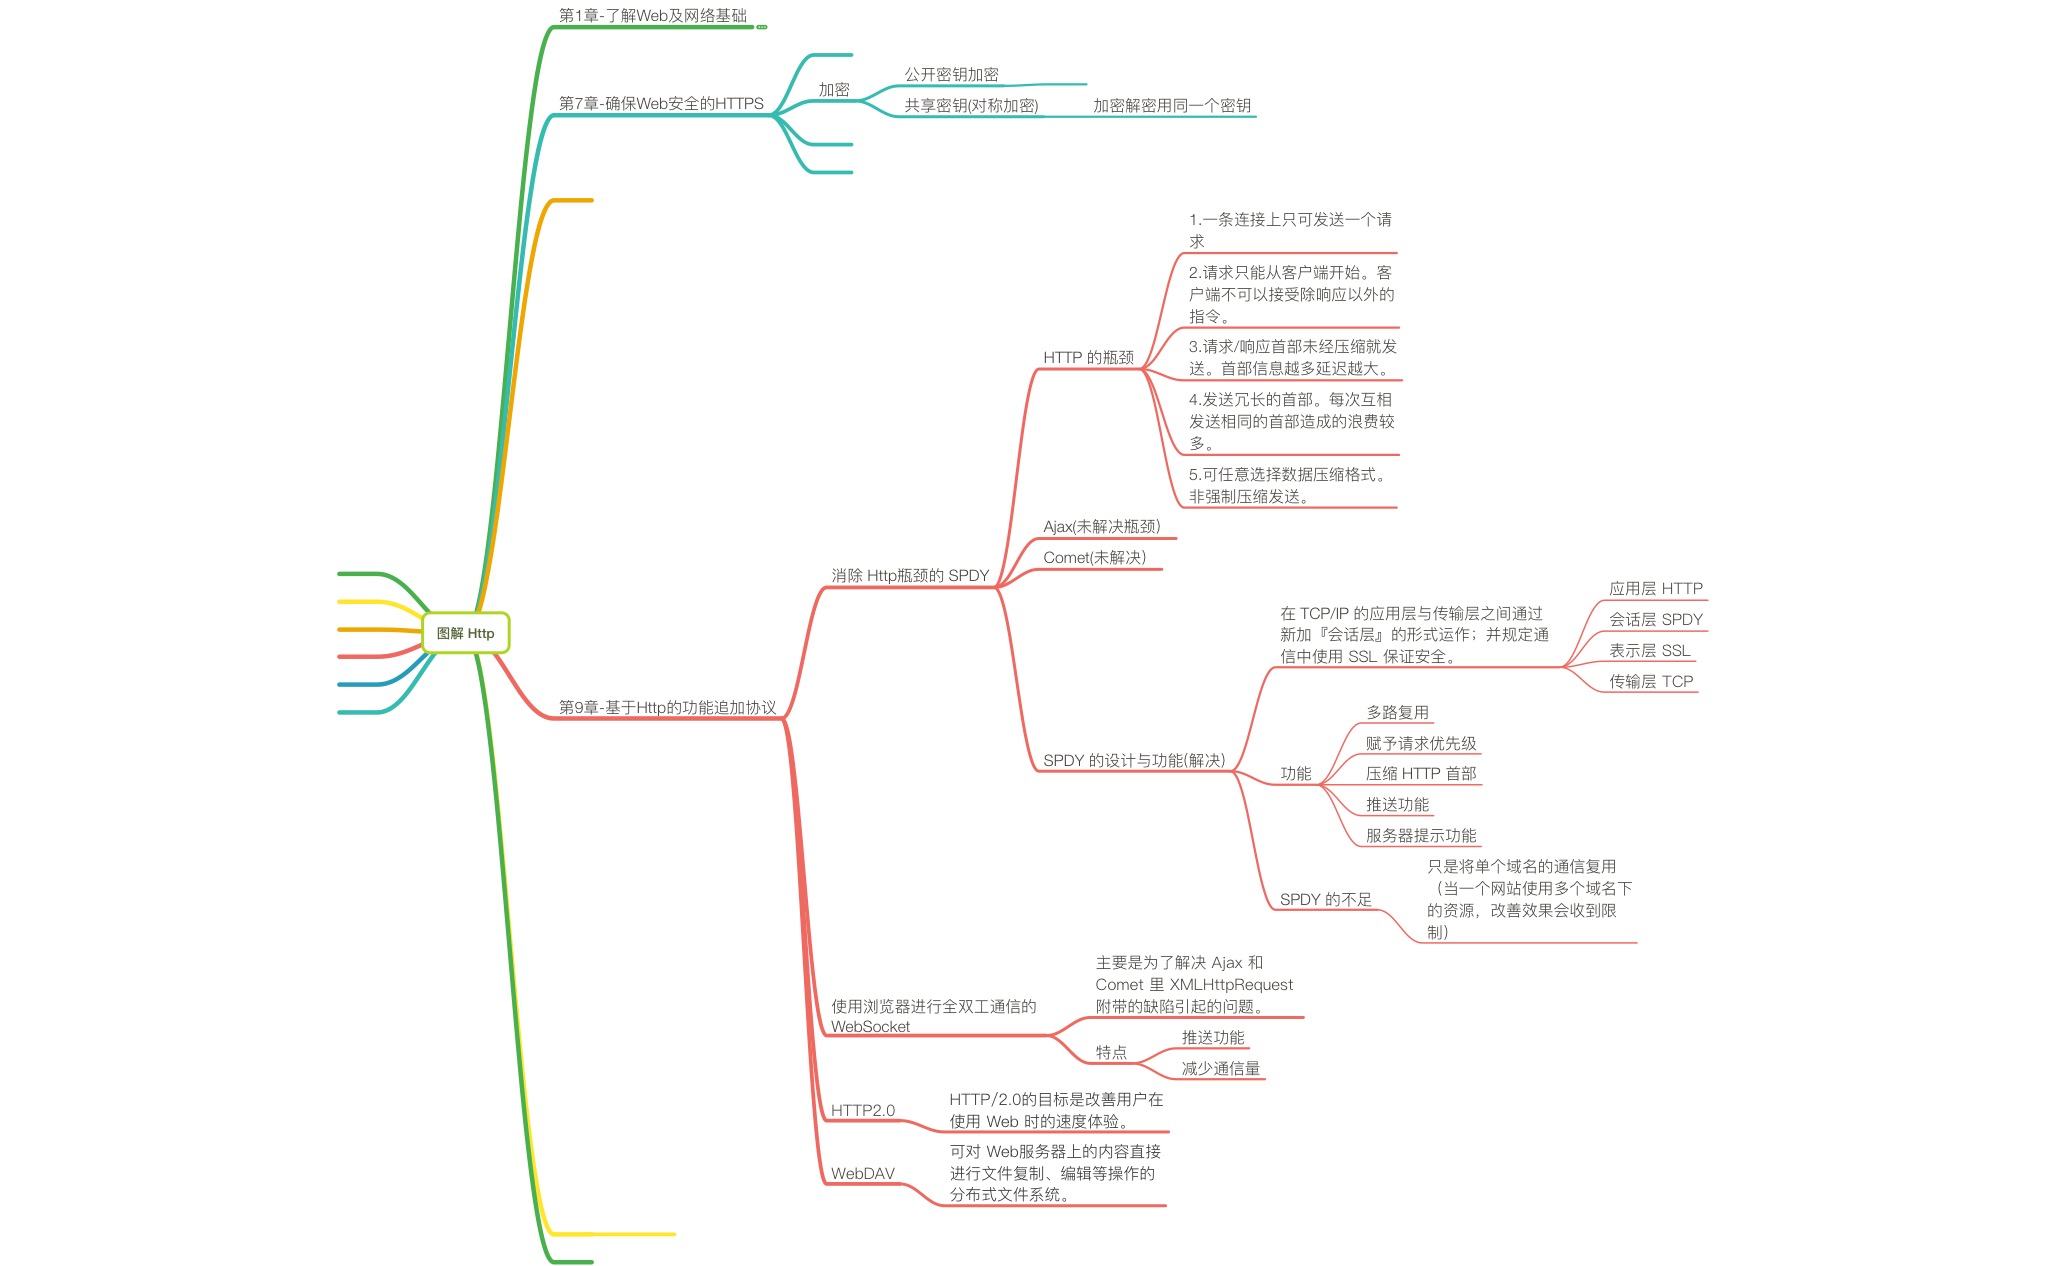 第1章-了解Web及网络基础
第7章-确保Web安全的HTTPS
加密
公开密钥加密
共享密钥(对称加密)
加密解密用同一个密钥
图解 Http
第9章-基于Http的功能追加协议
消除 Http瓶颈的 SPDY
HTTP 的瓶颈
1.一条连接上只可发送一个请
求
2.请求只能从客户端开始。客
户端不可以接受除响应以外的
指令。
3.请求/响应首部未经压缩就发
送。首部信息越多延迟越大。
4.发送冗长的首部。每次互相
发送相同的首部造成的浪费较
多。
5.可任意选择数据压缩格式。
非强制压缩发送。
Ajax(未解决瓶颈）
Comet(未解决）
SPDY 的设计与功能(解决）
在 TCP/IP 的应用层与传输层之间通过
新加『会话层』的形式运作；并规定通
信中使用 SSL 保证安全。
应用层 HTTP
会话层 SPDY
表示层 SSL
传输层 TCP
功能
多路复用
赋予请求优先级
压缩 HTTP 首部
推送功能
服务器提示功能
SPDY 的不足
只是将单个域名的通信复用
（当一个网站使用多个域名下
的资源，改善效果会收到限
制）
使用浏览器进行全双工通信的
WebSocket
主要是为了解决 Ajax 和
Comet 里 XMLHttpRequest
附带的缺陷引起的问题。
特点
推送功能
减少通信量
HTTP2.0
HTTP/2.0的目标是改善用户在
使用 Web 时的速度体验。
WebDAV
可对 Web服务器上的内容直接
进行文件复制、编辑等操作的
分布式文件系统。